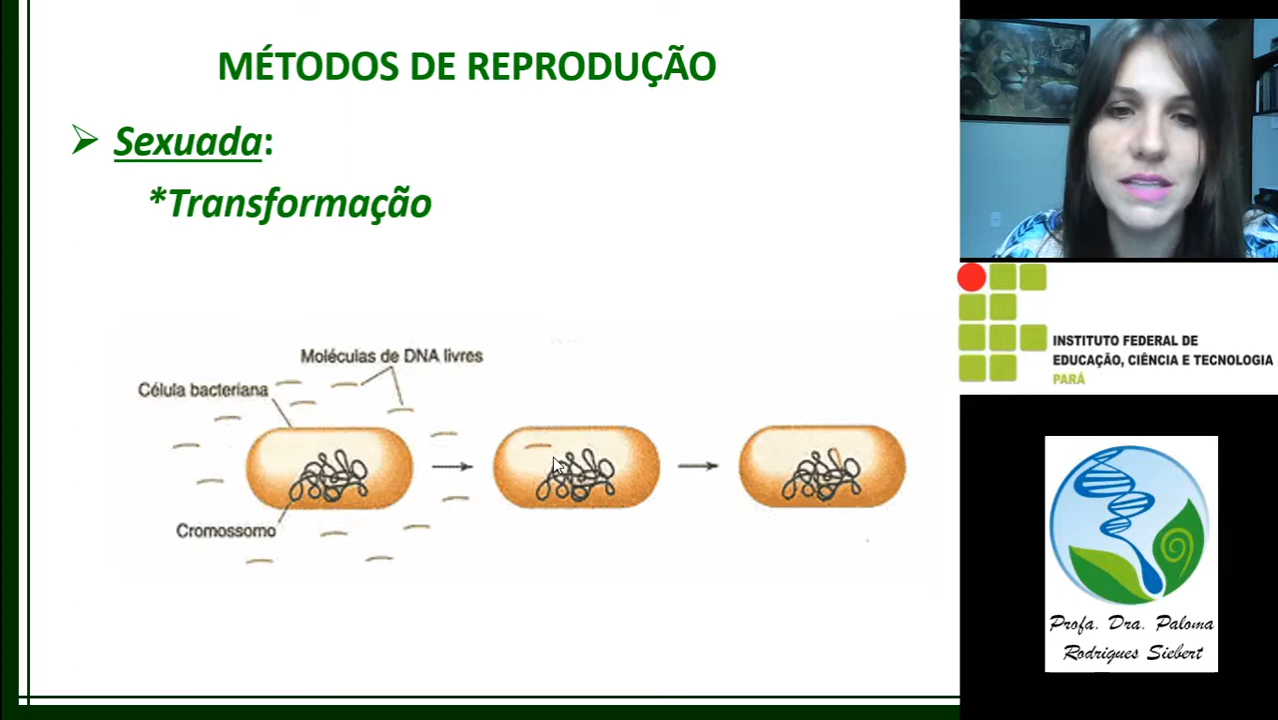 MÉTODOS DE REPRODUÇÃO
➢ Sexuada:
*Transformação
Moléculas de DNA livres
Célula bacteriana
Cromossomo
INSTITUTO FEDERAL DE
EDUCAÇÃO, CIÊNCIA E TECNOLOGIA
PARÁ
Profa. Dra. Paloma
Rodrigues Siebert